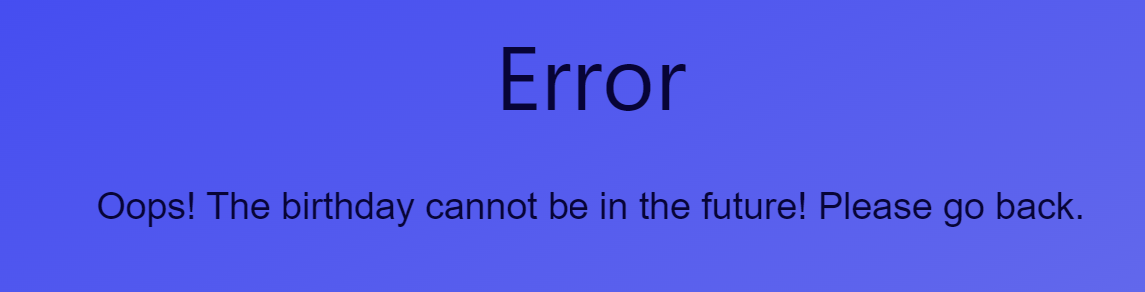 Error
Oops! The birthday cannot be in the future! Please go back.